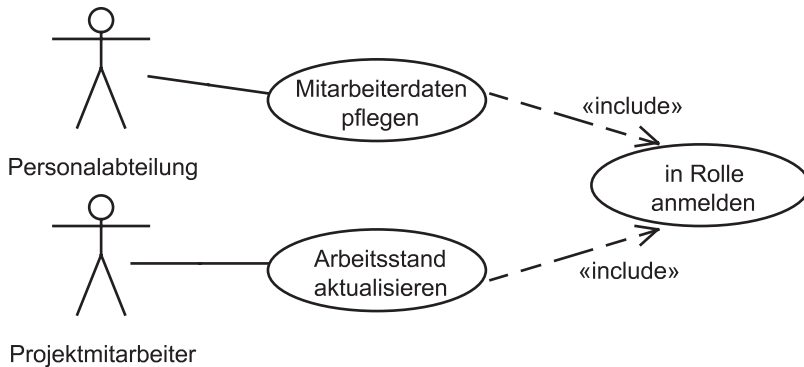 Mitarbeiterdaten
pflegen
«include»
Personalabteilung
in Rolle
anmelden
Arbeitsstand
aktualisieren
«include»
Projektmitarbeiter